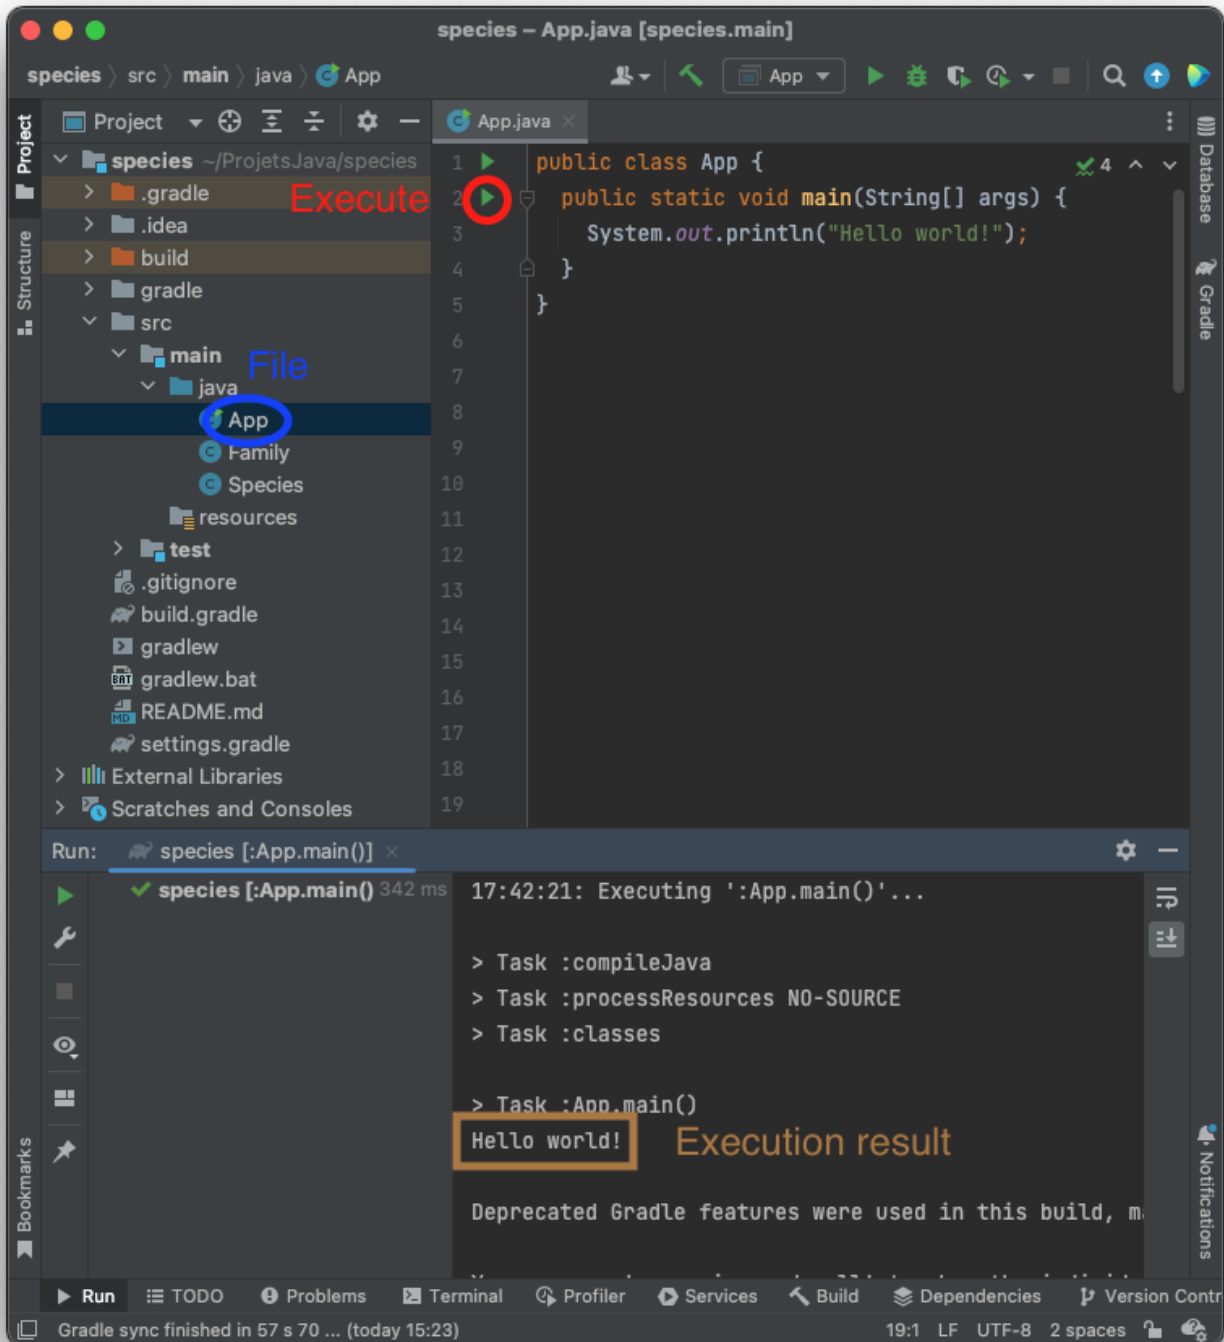 species – App.java [species.main]
species 〉 src 〉 main 〉 java 〉 App
App
Project
App.java
species ~/ProjetsJava/species
.gradle
Execute
.idea
build
gradle
src
main
File
java
App
Family
Species
resources
test
.gitignore
build.gradle
gradlew
gradlew.bat
README.md
settings.gradle
External Libraries
Scratches and Consoles
1 public class App {
4
2 public static void main(String[] args) {
3 System.out.println("Hello world!");
4 }
5 }
6
7
8
9
10
11
12
13
14
15
16
17
18
19
Project
Structure
Bookmarks
Database
Gradle
Notifications
Run: species [:App.main()]
species [:App.main() 342 ms
17:42:21: Executing ':App.main()'...
> Task :compileJava
> Task :processResources NO-SOURCE
> Task :classes
> Task :App.main()
Hello world!
Execution result
Deprecated Gradle features were used in this build,
Run TODO Problems Terminal Profiler Services Build Dependencies Version Contr
Gradle sync finished in 57 s 70 ... (today 15:23) 19:1 LF UTF-8 2 spaces